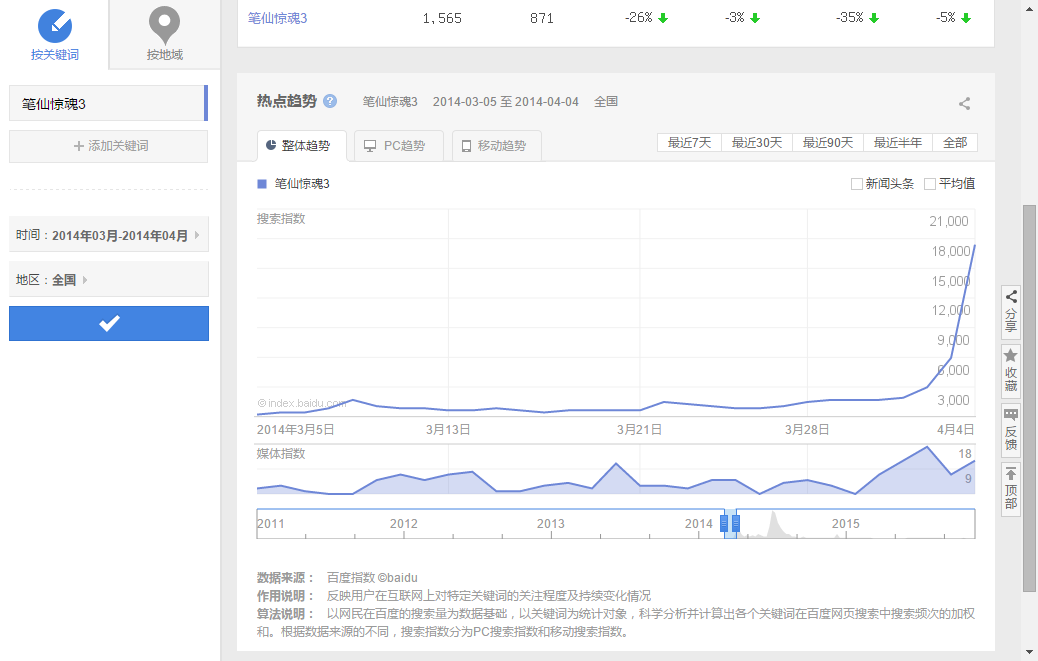 按关键词
按地域
笔仙惊魂3
+ 添加关键词
时间：2014年03月-2014年04月
地区：全国
笔仙惊魂3 1,565 871 -26% -3% -35% -5%
热点趋势 ? 笔仙惊魂3 2014-03-05 至 2014-04-04 全国
整体趋势 PC趋势 移动趋势
最近7天 最近30天 最近90天 最近半年 全部
笔仙惊魂3
新闻头条 平均值
搜索指数
21,000
18,000
15,000
12,000
9,000
6,000
3,000
© index.baidu.com
2014年3月5日 3月13日 3月21日 3月28日 4月4日
媒体指数
18
9
2011 2012 2013 2014 2015
数据来源： 百度指数 ©baidu
作用说明： 反映用户在互联网上对特定关键词的关注程度及持续变化情况
算法说明： 以网民在百度的搜索量为数据基础，以关键词为统计对象，科学分析并计算出各个关键词在百度网页搜索中搜索频次的加权
和。根据数据来源的不同，搜索指数分为PC搜索指数和移动搜索指数。
分享
收藏
反馈
顶部